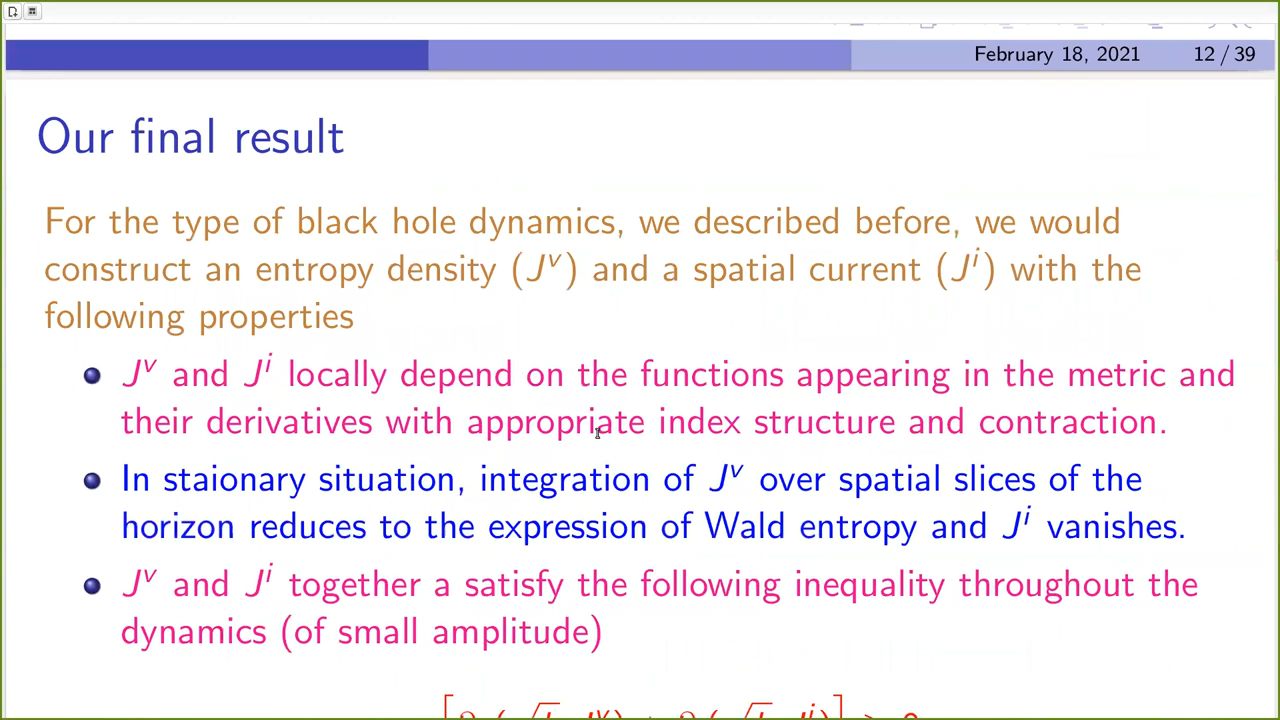 February 18, 2021 12 / 39
Our final result
For the type of black hole dynamics, we described before, we would
construct an entropy density (J^v) and a spatial current (J^i) with the
following properties
J^v and J^i locally depend on the functions appearing in the metric and
their derivatives with appropriate index structure and contraction.
In staionary situation, integration of J^v over spatial slices of the
horizon reduces to the expression of Wald entropy and J^i vanishes.
J^v and J^i together a satisfy the following inequality throughout the
dynamics (of small amplitude)